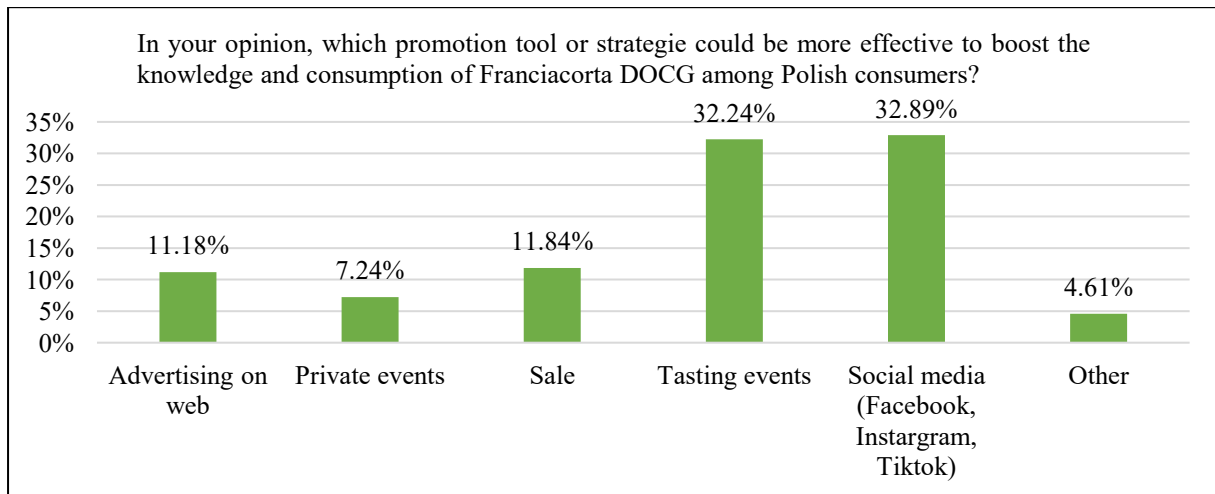 In your opinion, which promotion tool or strategie could be more effective to boost the
knowledge and consumption of Franciacorta DOCG among Polish consumers?
35%
30%
25%
20%
15%
10%
5%
0%
11.18%
7.24%
11.84%
32.24%
32.89%
4.61%
Advertising on
web
Private events
Sale
Tasting events
Social media
(Facebook,
Instargram,
Tiktok)
Other